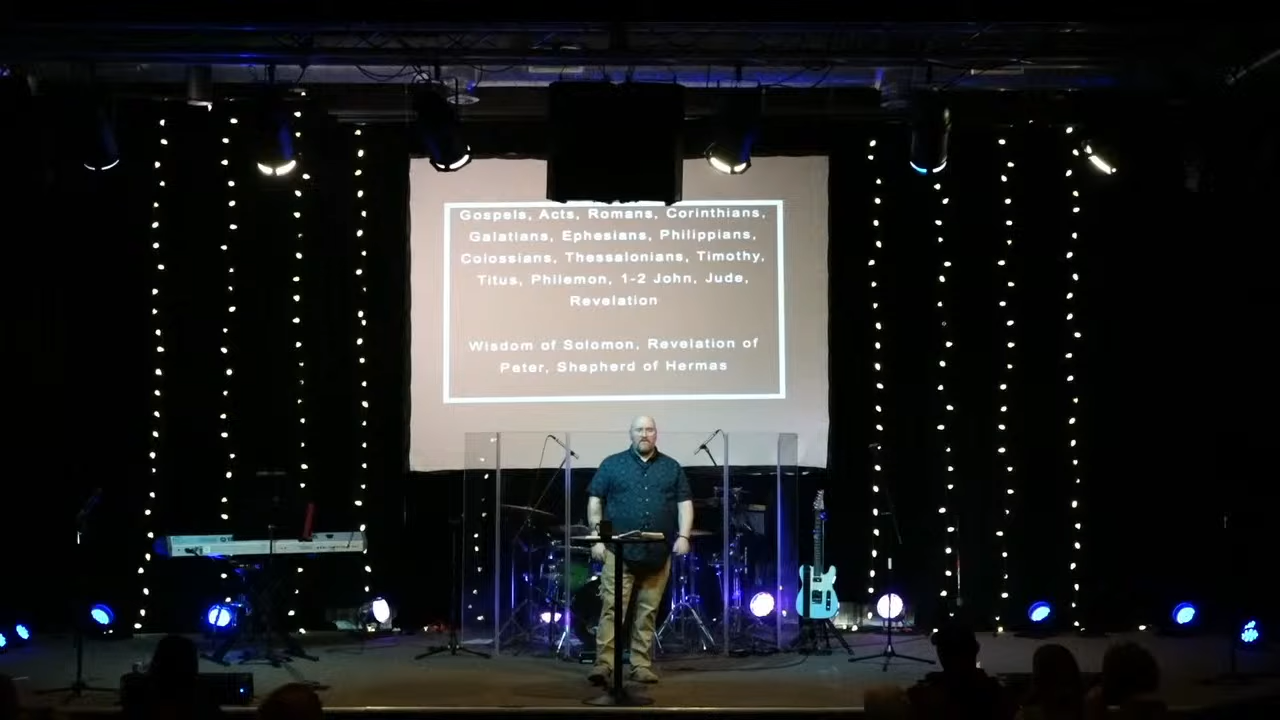 Gospels, Acts, Romans, Corinthians,
Galatians, Ephesians, Philippians,
Colossians, Thessalonians, Timothy,
Titus, Philemon, 1-2 John, Jude,
Revelation
Wisdom of Solomon, Revelation of
Peter, Shepherd of Hermas